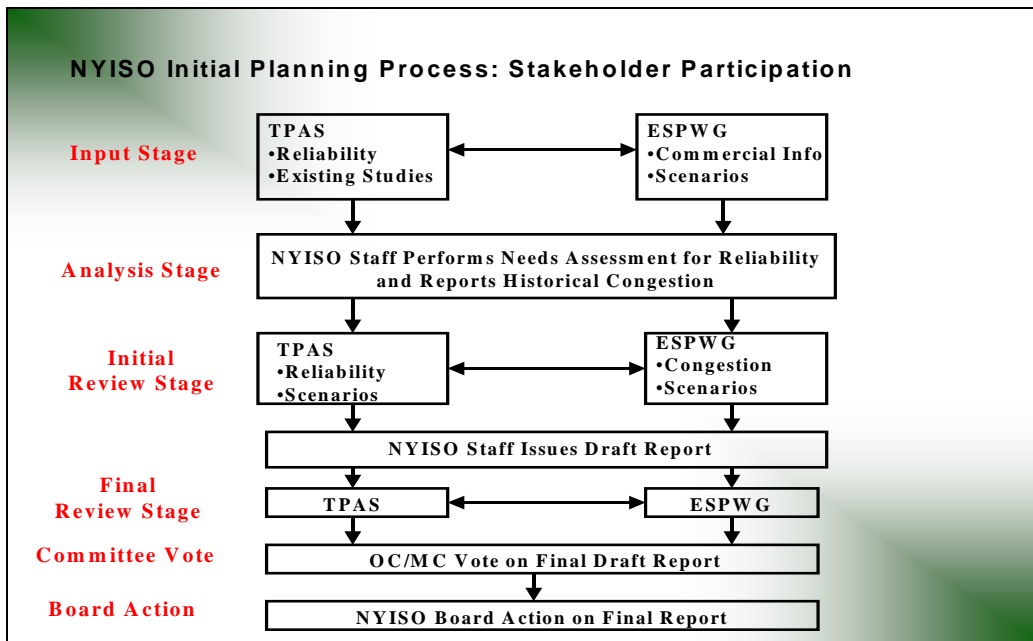 NYISO Initial Planning Process: Stakeholder Participation
Input Stage
TPAS
•Reliability
•Existing Studies
ESPWG
•Commercial Info
•Scenarios
Analysis Stage
NYISO Staff Performs Needs Assessment for Reliability
and Reports Historical Congestion
Initial
Review Stage
TPAS
•Reliability
•Scenarios
ESPWG
•Congestion
•Scenarios
NYISO Staff Issues Draft Report
Final
Review Stage
TPAS
ESPWG
Committee Vote
OC/MC Vote on Final Draft Report
Board Action
NYISO Board Action on Final Report